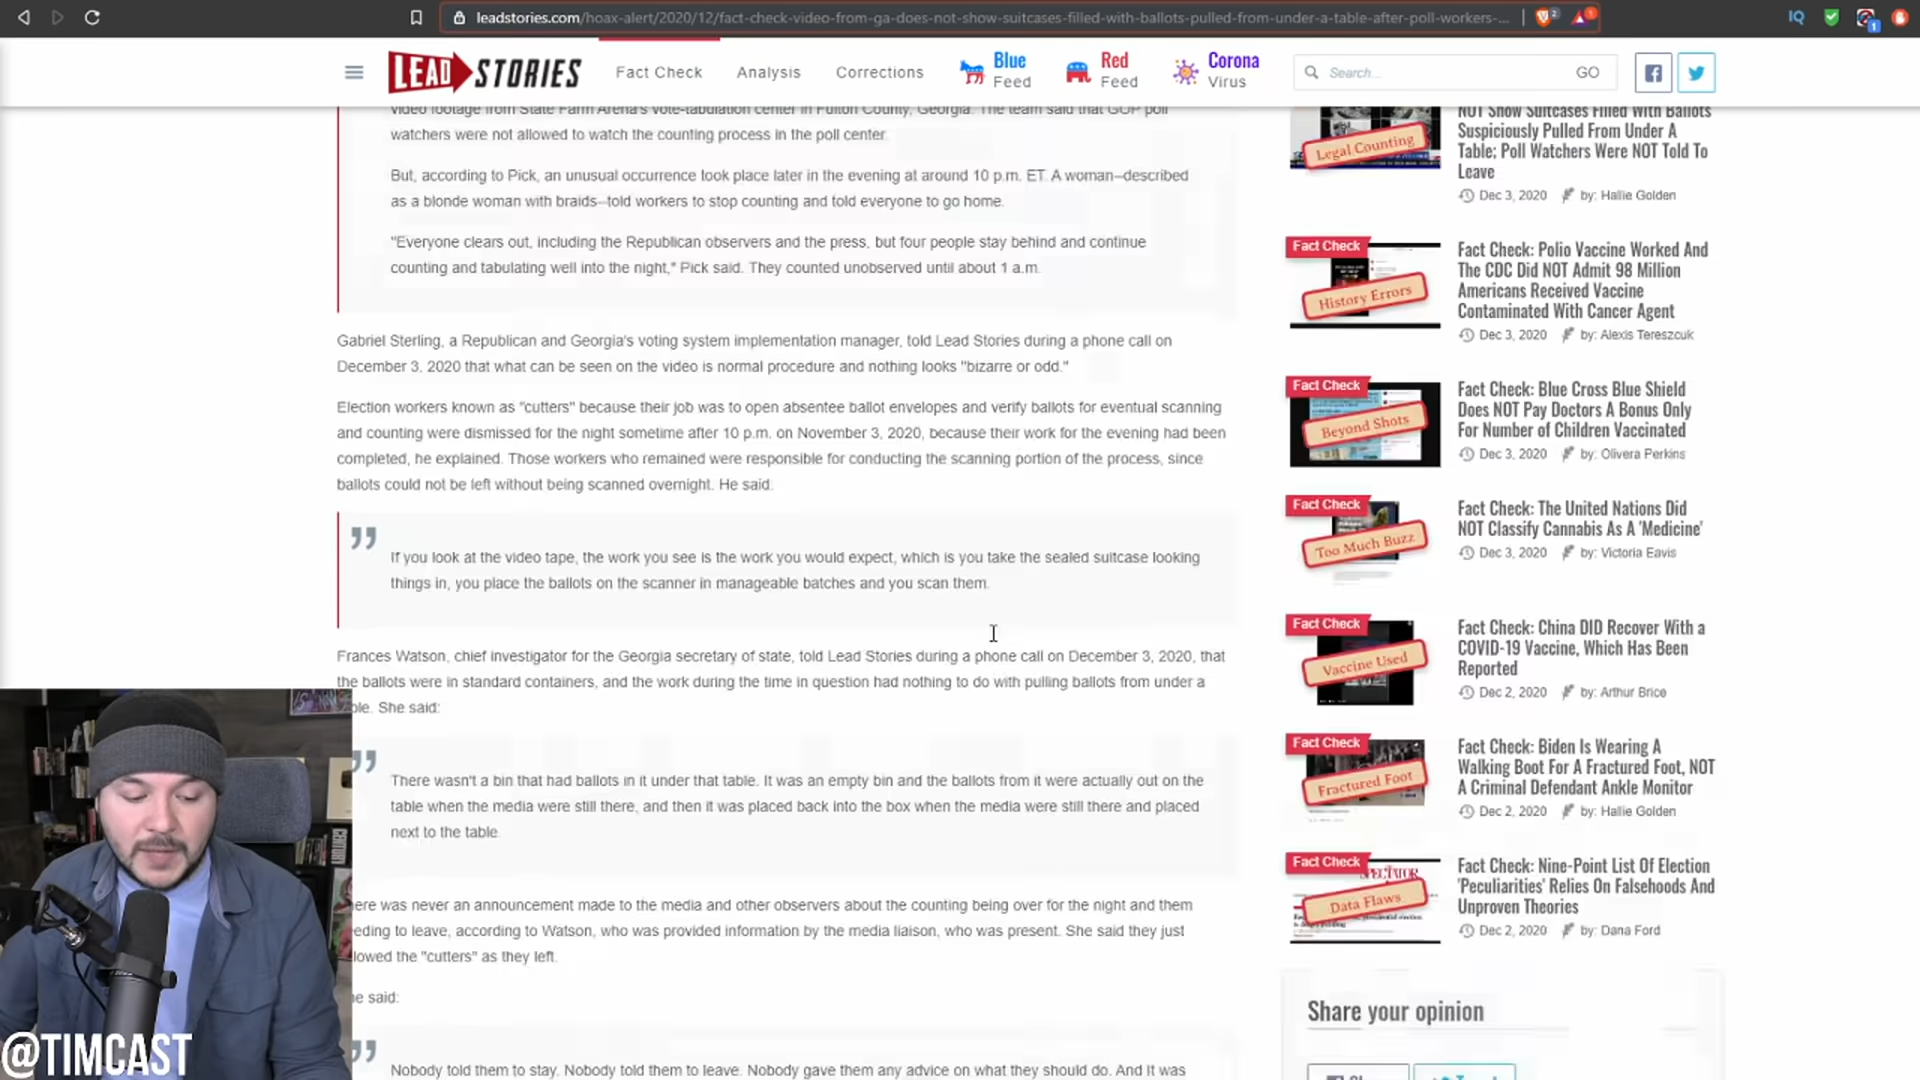 leadstories.com/hoax-alert/2020/12/fact-check-video-from-ga-does-not-show-suitcases-filled-with-ballots-pulled-from-under-a-table-after-poll-workers-...
LEAD STORIES
Fact Check
Analysis
Corrections
Blue Feed
Red Feed
Corona Virus
Search...
GO
video footage from State Farm Arena's vote-tabulation center in Fulton County, Georgia. The team said that GOP poll
watchers were not allowed to watch the counting process in the poll center.
But, according to Pick, an unusual occurrence took place later in the evening at around 10 p.m. ET. A woman--described
as a blonde woman with braids--told workers to stop counting and told everyone to go home.
"Everyone clears out, including the Republican observers and the press, but four people stay behind and continue
counting and tabulating well into the night," Pick said. They counted unobserved until about 1 a.m.
Gabriel Sterling, a Republican and Georgia's voting system implementation manager, told Lead Stories during a phone call on
December 3, 2020 that what can be seen on the video is normal procedure and nothing looks "bizarre or odd."
Election workers known as "cutters" because their job was to open absentee ballot envelopes and verify ballots for eventual scanning
and counting were dismissed for the night sometime after 10 p.m. on November 3, 2020, because their work for the evening had been
completed, he explained. Those workers who remained were responsible for conducting the scanning portion of the process, since
ballots could not be left without being scanned overnight. He said:
If you look at the video tape, the work you see is the work you would expect, which is you take the sealed suitcase looking
things in, you place the ballots on the scanner in manageable batches and you scan them.
Frances Watson, chief investigator for the Georgia secretary of state, told Lead Stories during a phone call on December 3, 2020, that
the ballots were in standard containers, and the work during the time in question had nothing to do with pulling ballots from under a
ble. She said:
There wasn't a bin that had ballots in it under that table. It was an empty bin and the ballots from it were actually out on the
table when the media were still there, and then it was placed back into the box when the media were still there and placed
next to the table.
ere was never an announcement made to the media and other observers about the counting being over for the night and them
eding to leave, according to Watson, who was provided information by the media liaison, who was present. She said they just
lowed the "cutters" as they left.
e said:
Nobody told them to stay. Nobody told them to leave. Nobody gave them any advice on what they should do. And it was
Legal Counting
NOT Show Suitcases Filled With Ballots
Suspiciously Pulled From Under A
Table; Poll Watchers Were NOT Told To
Leave
Dec 3, 2020 by: Hallie Golden
Fact Check
History Errors
Fact Check: Polio Vaccine Worked And
The CDC Did NOT Admit 98 Million
Americans Received Vaccine
Contaminated With Cancer Agent
Dec 3, 2020 by: Alexis Tereszcuk
Fact Check
Beyond Shots
Fact Check: Blue Cross Blue Shield
Does NOT Pay Doctors A Bonus Only
For Number of Children Vaccinated
Dec 3, 2020 by: Olivera Perkins
Fact Check
Too Much Buzz
Fact Check: The United Nations Did
NOT Classify Cannabis As A 'Medicine'
Dec 3, 2020 by: Victoria Eavis
Fact Check
Vaccine Used
Fact Check: China DID Recover With a
COVID-19 Vaccine, Which Has Been
Reported
Dec 2, 2020 by: Arthur Brice
Fact Check
Fractured Foot
Fact Check: Biden Is Wearing A
Walking Boot For A Fractured Foot, NOT
A Criminal Defendant Ankle Monitor
Dec 2, 2020 by: Hallie Golden
Fact Check
SPECTATOR
Data Flaws
Fact Check: Nine-Point List Of Election
'Peculiarities' Relies On Falsehoods And
Unproven Theories
Dec 2, 2020 by: Dana Ford
Share your opinion
@TIMCAST